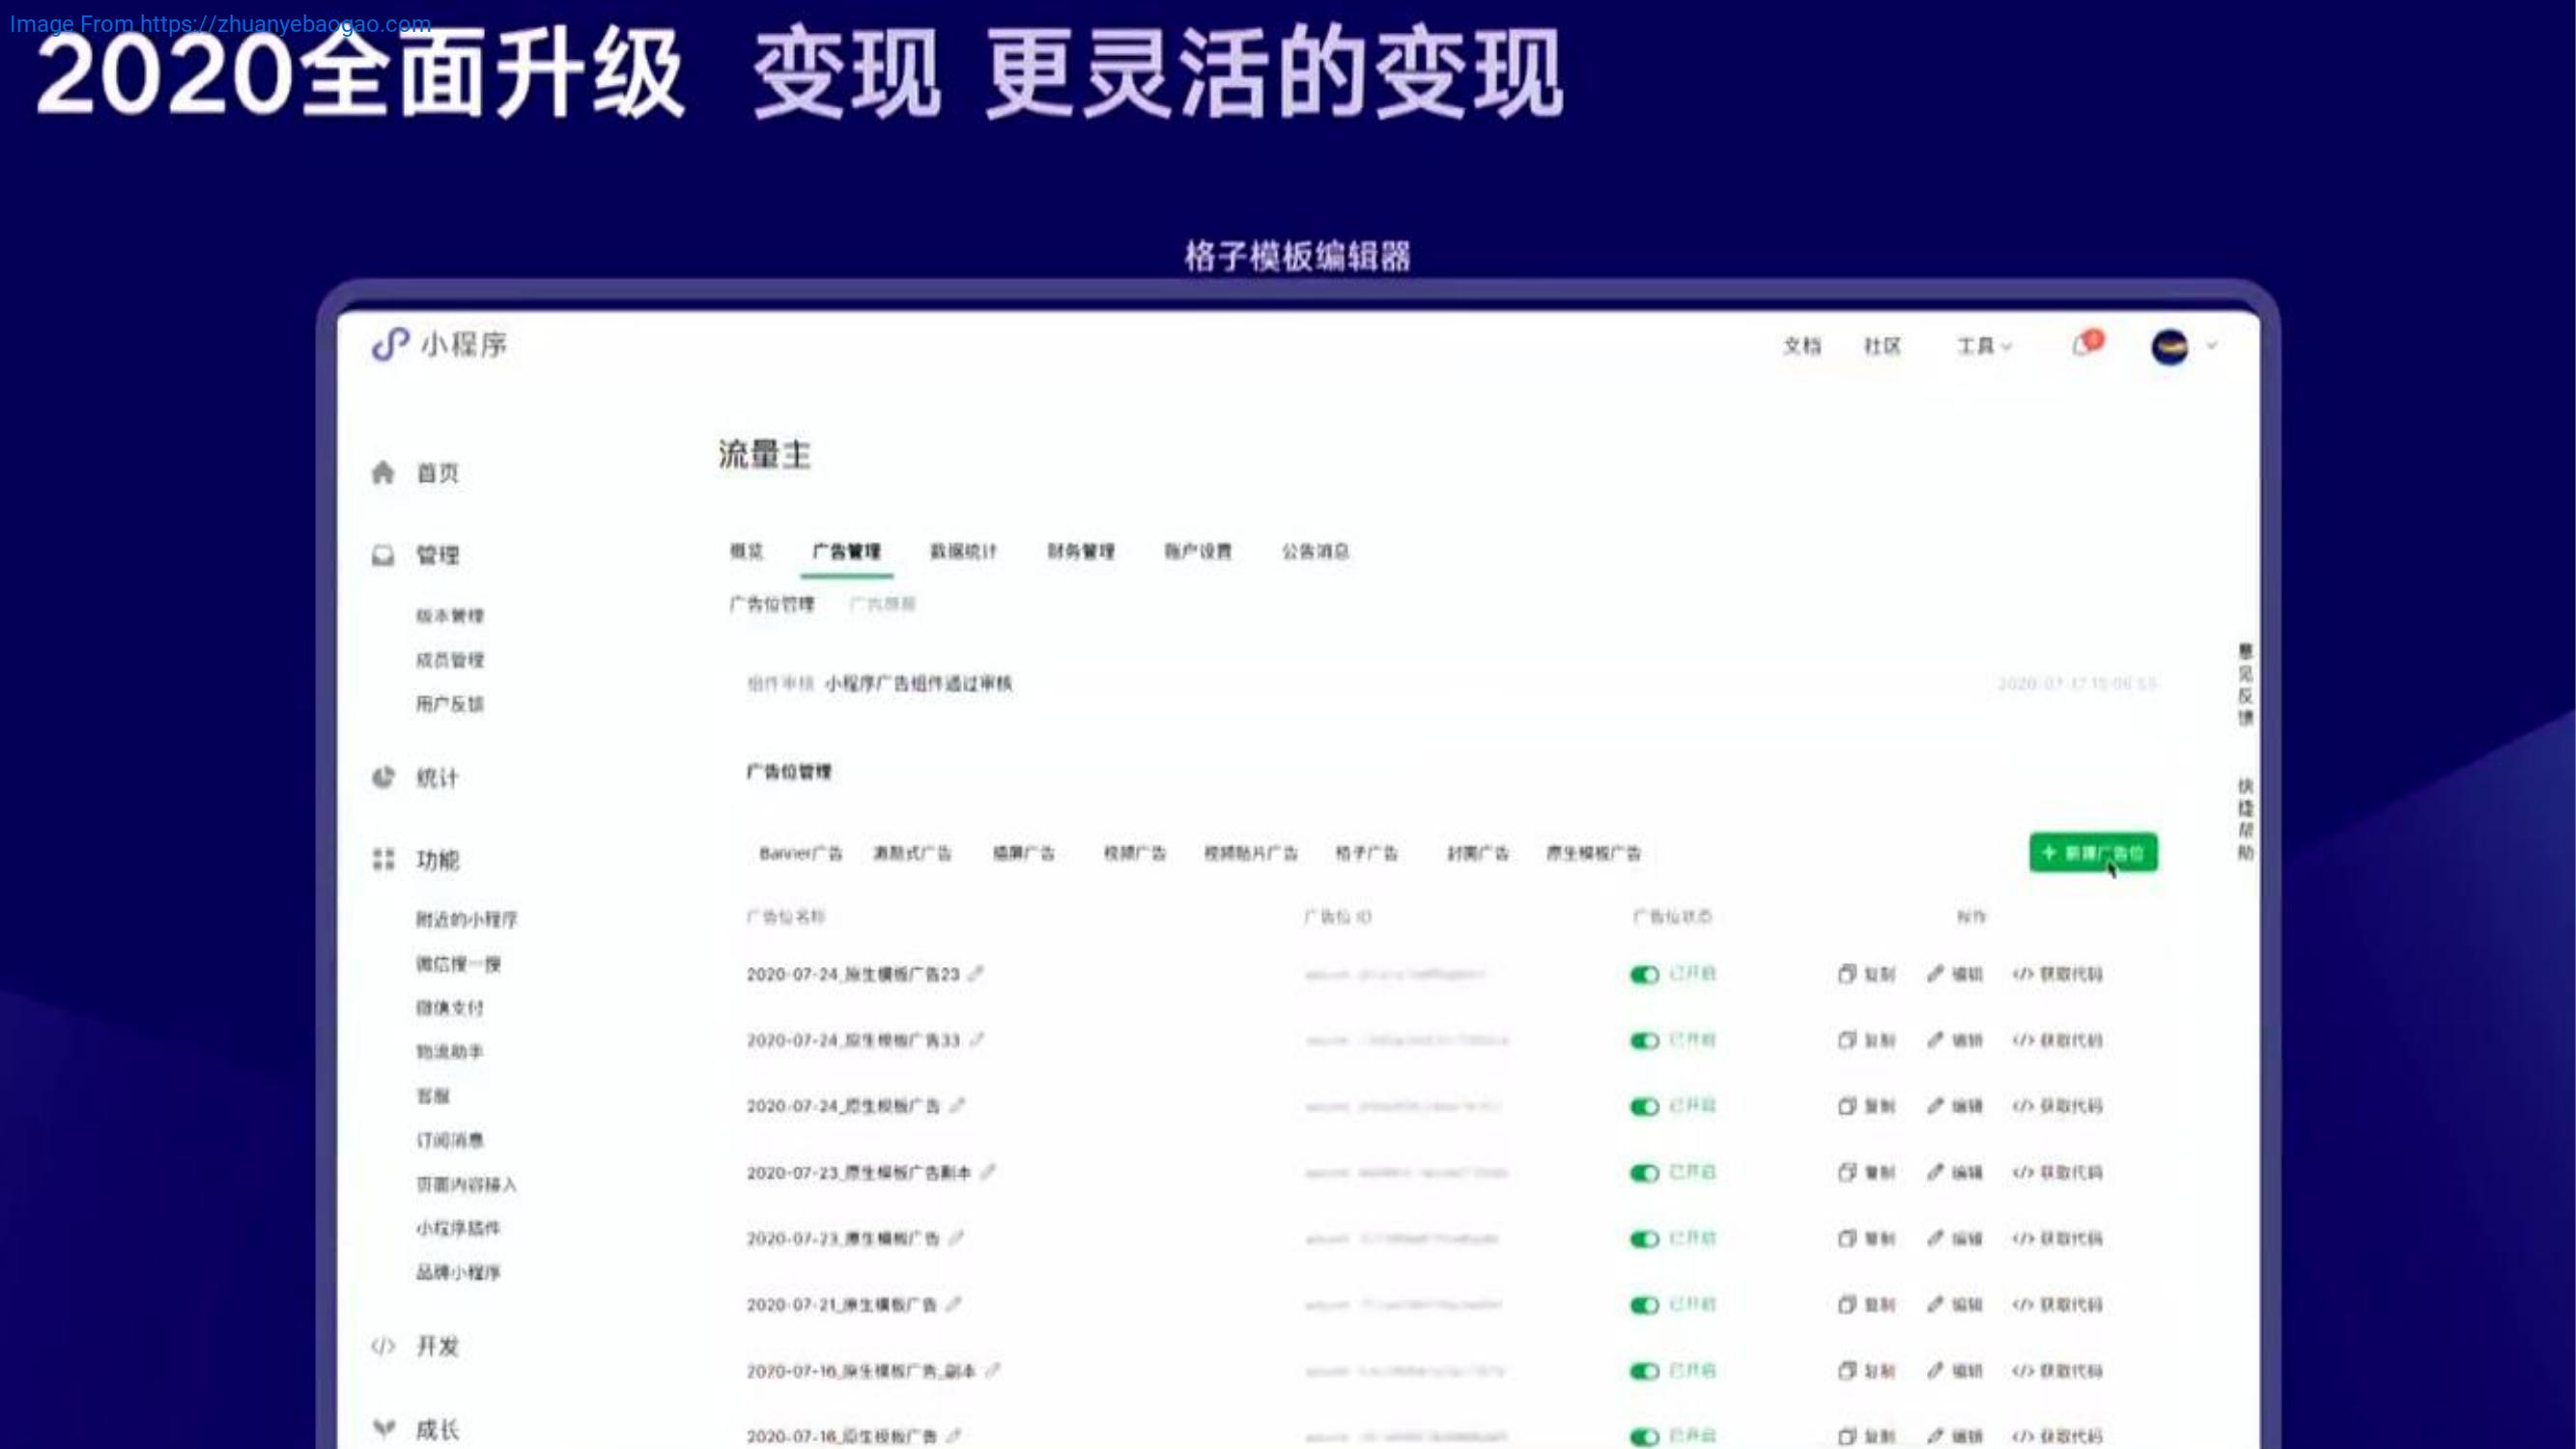 Image From https://zhuanyebaogao.com
2020全面升级 变现 更灵活的变现
格子模板编辑器
小程序
文档 社区 工具
流量主
首页
管理
版本管理
成员管理
用户反馈
统计
功能
附近的小程序
微信搜一搜
微信支付
物流助手
客服
订阅消息
页面内容接入
小程序插件
品牌小程序
开发
成长
概览 广告管理 数据统计 财务管理 账户设置 公告消息
广告位管理
组件审核 小程序广告组件通过审核
广告位管理
Banner广告 激励式广告 插屏广告 视频广告 视频贴片广告 格子广告 封面广告 原生模板广告
+ 新建广告位
广告位名称 广告位 ID 广告位状态 操作
2020-07-24_原生模板广告23 已开启 复制 编辑 </> 获取代码
2020-07-24_原生模板广告33 已开启 复制 编辑 </> 获取代码
2020-07-24_原生模板广告 已开启 复制 编辑 </> 获取代码
2020-07-23_原生模板广告副本 已开启 复制 编辑 </> 获取代码
2020-07-23_原生模板广告 已开启 复制 编辑 </> 获取代码
2020-07-21_原生模板广告 已开启 复制 编辑 </> 获取代码
2020-07-16_原生模板广告_副本 已开启 复制 编辑 </> 获取代码
2020-07-16_原生模板广告 已开启 复制 编辑 </> 获取代码
意见反馈
快捷帮助